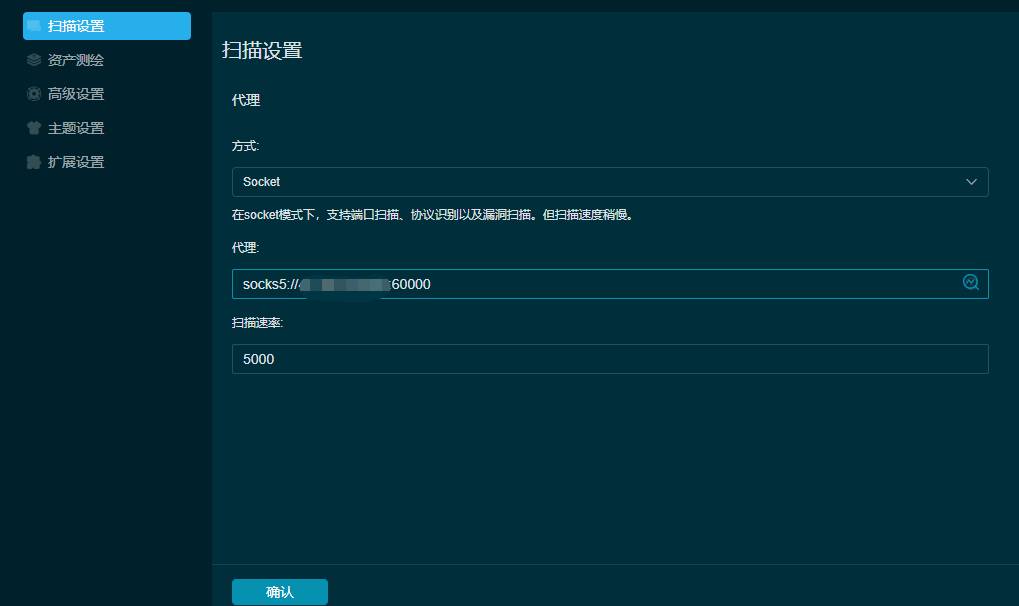 扫描设置
资产测绘
高级设置
主题设置
扩展设置
扫描设置
代理
方式:
Socket
在socket模式下，支持端口扫描、协议识别以及漏洞扫描。但扫描速度稍慢。
代理:
socks5:// :60000
扫描速率:
5000
确认